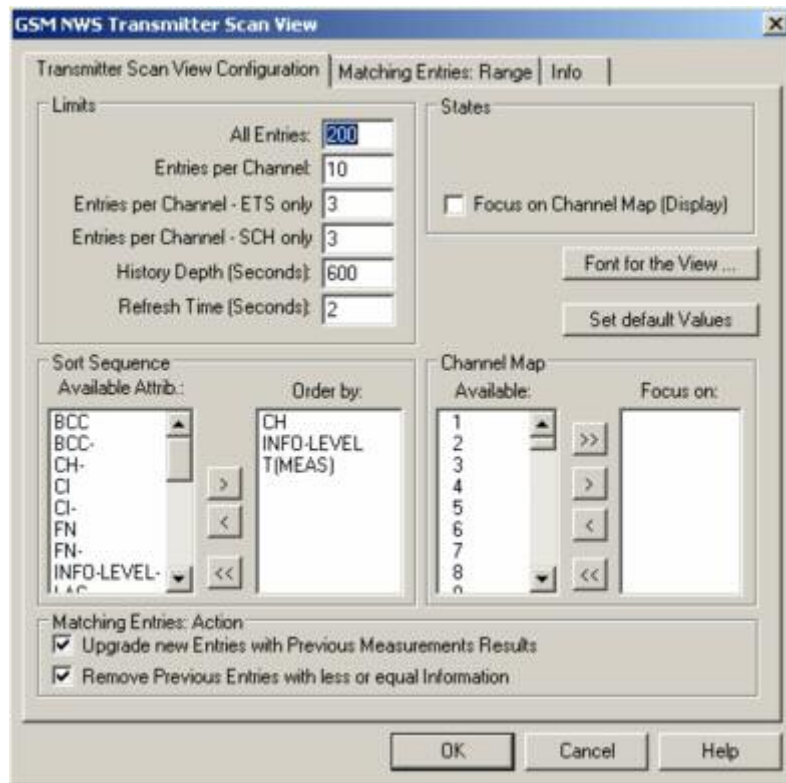 GSM NWS Transmitter Scan View
Transmitter Scan View Configuration
Matching Entries: Range
Info
Limits
All Entries: 200
Entries per Channel: 10
Entries per Channel - ETS only 3
Entries per Channel - SCH only 3
History Depth (Seconds): 600
Refresh Time (Seconds): 2
States
Focus on Channel Map (Display)
Font for the View ...
Set default Values
Sort Sequence
Available Attrib.:
BCC
BCC-
CH-
CI
CI-
FN
FN-
INFO-LEVEL-
>
<
<<
Order by:
CH
INFO-LEVEL
T(MEAS)
Channel Map
Available:
1
2
3
4
5
6
7
8
>>
>
<
<<
Focus on:
Matching Entries: Action
Upgrade new Entries with Previous Measurements Results
Remove Previous Entries with less or equal Information
OK
Cancel
Help